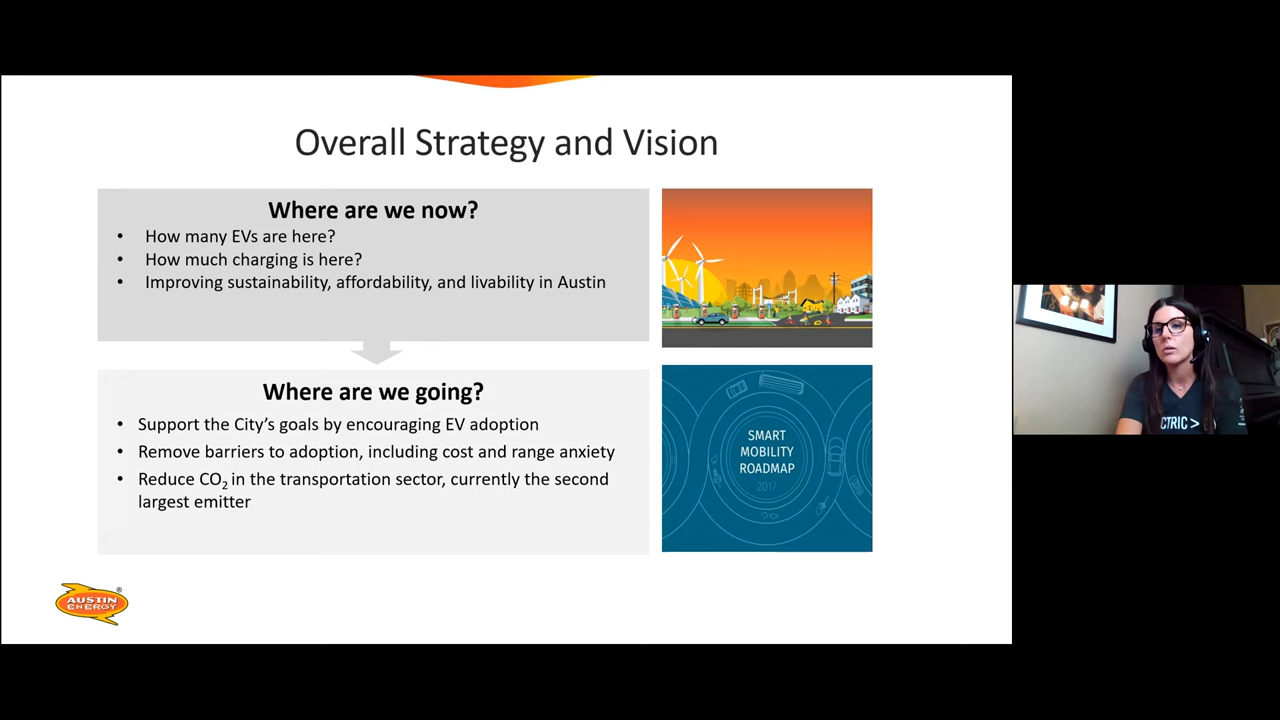 Overall Strategy and Vision
Where are we now?
• How many EVs are here?
• How much charging is here?
• Improving sustainability, affordability, and livability in Austin
Where are we going?
• Support the City's goals by encouraging EV adoption
• Remove barriers to adoption, including cost and range anxiety
• Reduce CO2 in the transportation sector, currently the second
largest emitter
SMART
MOBILITY
ROADMAP
2017
AUSTIN
ENERGY
®
CTRIC >